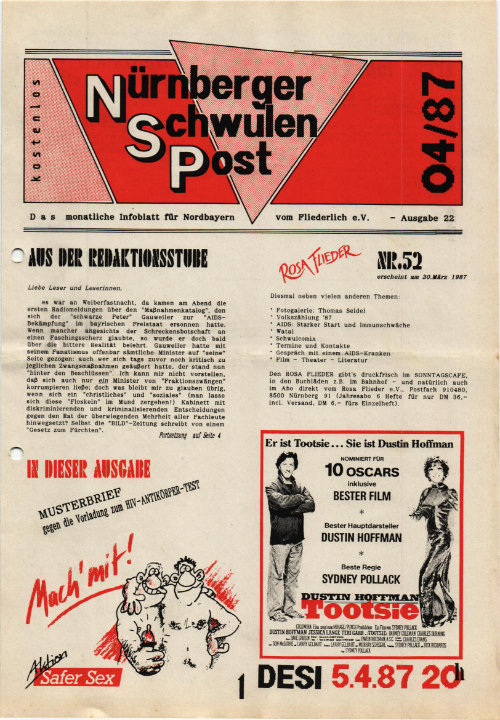 kostenlos
Nürnberger
Schwulen
Post
04/87
Das monatliche Infoblatt für Nordbayern vom Fliederlich e.V. - Ausgabe 22
AUS DER REDAKTIONSSTUBE
Liebe Leser und Leserinnen,
es war an Weiberfastnacht, da kamen am Abend die
ersten Radiomeldungen über den "Maßnahmenkatalog", den
sich der "schwarze Peter" Gauweiler zur "AIDS-
Bekämpfung" im bayrischen Freistaat ersonnen hatte.
Wenn mancher angesichts der Schreckensbotschaft an
einen Faschingsscherz glaubte, so wurde er doch bald
über die bittere Realität belehrt. Gauweiler hatte mit
seinem Fanatismus offenbar sämtliche Minister auf "seine"
Seite gezogen: auch wer sich tags zuvor noch kritisch zu
jeglichen Zwangsmaßnahmen geäußert hatte, der stand nun
"hinter den Beschlüssen". Ich kann mir nicht vorstellen,
daß sich auch nur ein Minister von "Fraktionszwängen"
korrumpieren ließe; doch was bleibt mir zu glauben übrig,
wenn sich ein "christliches" und "soziales" (man lasse
sich diese "Floskeln" im Mund zergehen!) Kabinett mit
diskriminierenden und kriminalisierenden Entscheidungen
gegen den Rat der überwiegenden Mehrheit aller Fachleute
hinwegsetzt? Selbst die "BILD"-Zeitung schreibt von einem
"Gesetz zum Fürchten".
Fortsetzung auf Seite 4
IN DIESER AUSGABE
MUSTERBRIEF
gegen die Vorladung zum HIV-ANTIKÖRPER-TEST
Mach' mit!
Aktion
Safer Sex
ROSA FLIEDER
NR.52
erscheint am 30.März 1987
Diesmal neben vielen anderen Themen:
* Fotogalerie: Thomas Seidel
* Volkszählung '87
* AIDS: Starker Start und Immunschwäche
* Watal
* Schwulcomix
* Termine und Kontakte
* Gespräch mit einem AIDS-Kranken
* Film - Theater - Literatur
Den ROSA FLIEDER gibt's druckfrisch im SONNTAGSCAFE,
in den Buchläden z.B. im Bahnhof - und natürlich auch
im Abo direkt vom Rosa Flieder e.V., Postfach 910480,
8500 Nürnberg 91 (Jahresabo 6 Hefte für nur DM 36,-
incl. Versand, DM 6,- fürs Einzelheft).
Er ist Tootsie... Sie ist Dustin Hoffman
NOMINIERT FÜR
10 OSCARS
inklusive
BESTER FILM
*
Bester Hauptdarsteller
DUSTIN HOFFMAN
*
Beste Regie
SYDNEY POLLACK
DUSTIN HOFFMAN
Tootsie
DUSTIN HOFFMAN JESSICA LANGE TERI GARR
SYDNEY POLLACK
1
DESI 5.4.87 20h